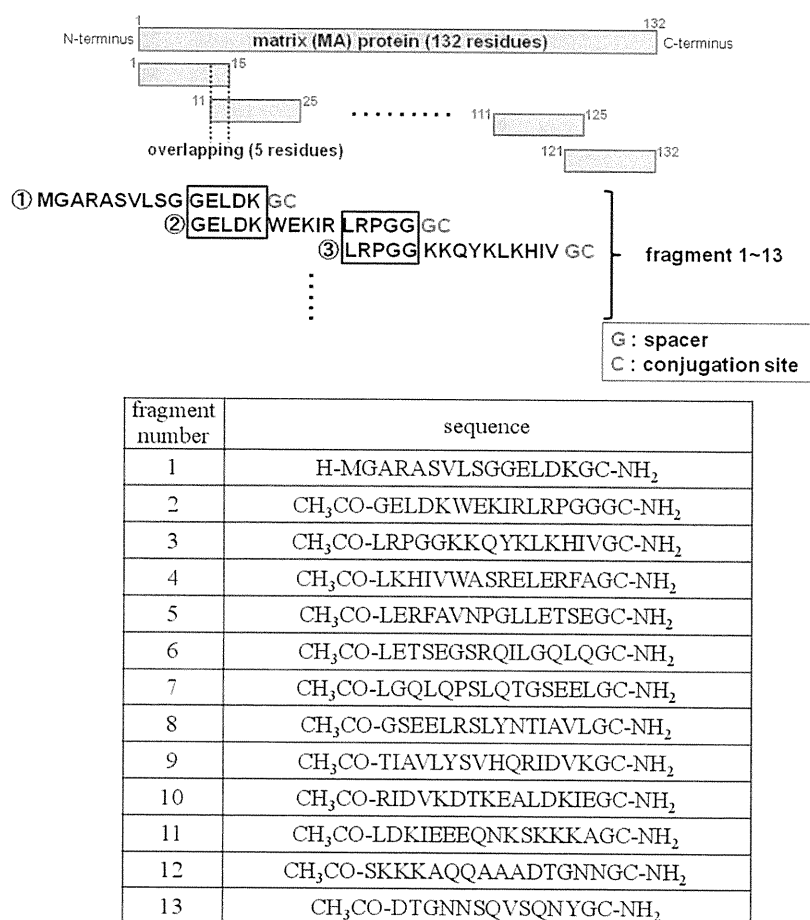 1 132
N-terminus matrix (MA) protein (132 residues) C-terminus
1 15
11 25 111 125
121 132
overlapping (5 residues)
① MGARASVLSG GELDK GC
② GELDK WEKIR LRPGG GC
③ LRPGG KKQYKLKHIV GC
fragment 1~13
G : spacer
C : conjugation site
fragment number sequence
1 H-MGARASVLSGGELDKGC-NH2
2 CH3CO-GELDKWEKIRLRPGGGC-NH2
3 CH3CO-LRPGGKKQYKLKHIVGC-NH2
4 CH3CO-LKHIVWASRELERFAGC-NH2
5 CH3CO-LERFAVNPGLLETSEGC-NH2
6 CH3CO-LETSEGSRQILGQLQGC-NH2
7 CH3CO-LGQLQPSLQTGSEELGC-NH2
8 CH3CO-GSEELRSLYNTIAVLGC-NH2
9 CH3CO-TIAVLYSVHQRIDVKGC-NH2
10 CH3CO-RIDVKDTKEALDKIEGC-NH2
11 CH3CO-LDKIEEEQNKSKKKAGC-NH2
12 CH3CO-SKKKAQQAAADTGNNGC-NH2
13 CH3CO-DTGNNSQVSQNYGC-NH2